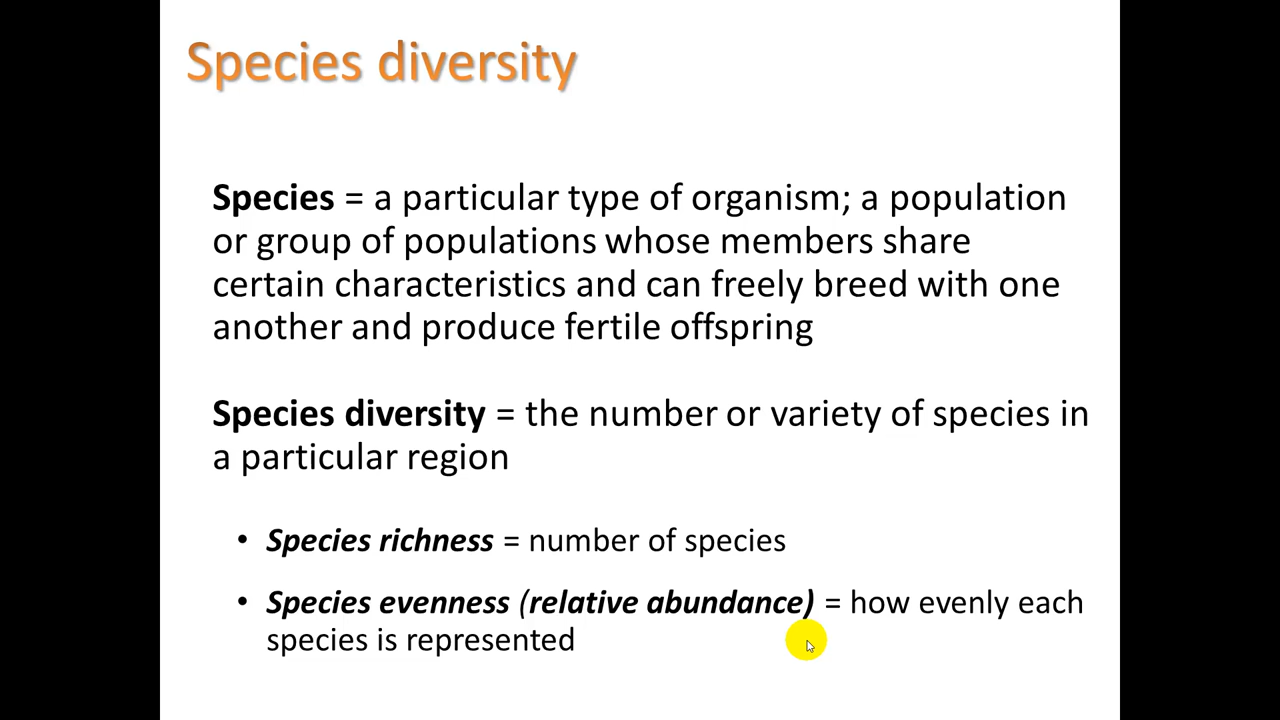 Species diversity
Species = a particular type of organism; a population
or group of populations whose members share
certain characteristics and can freely breed with one
another and produce fertile offspring
Species diversity = the number or variety of species in
a particular region
• Species richness = number of species
• Species evenness (relative abundance) = how evenly each
species is represented